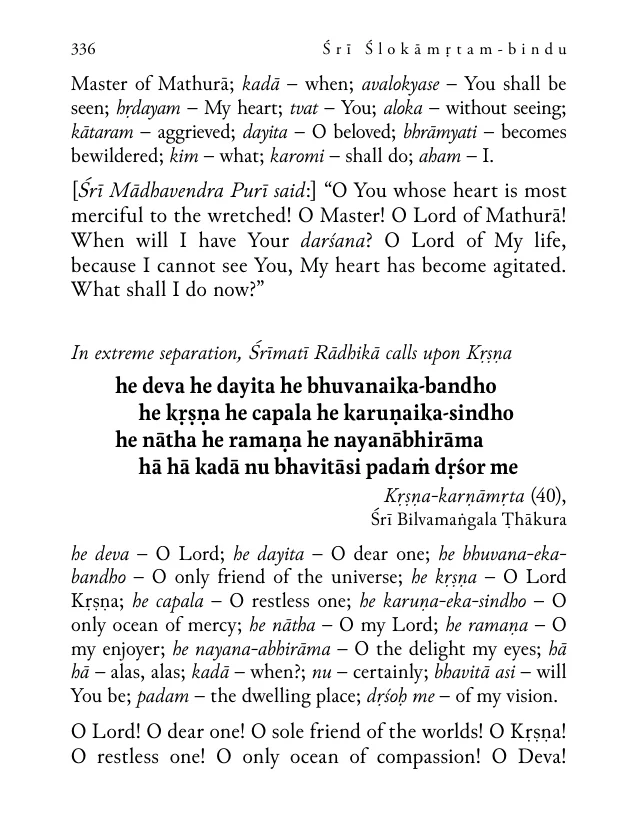 336 Śrī Ślokāmṛtam-bindu
Master of Mathurā; kadā – when; avalokyase – You shall be
seen; hṛdayam – My heart; tvat – You; aloka – without seeing;
kātaram – aggrieved; dayita – O beloved; bhrāmyati – becomes
bewildered; kim – what; karomi – shall do; aham – I.
[Śrī Mādhavendra Purī said:] “O You whose heart is most
merciful to the wretched! O Master! O Lord of Mathurā!
When will I have Your darśana? O Lord of My life,
because I cannot see You, My heart has become agitated.
What shall I do now?”
In extreme separation, Śrīmatī Rādhikā calls upon Kṛṣṇa
he deva he dayita he bhuvanaika-bandho
he kṛṣṇa he capala he karuṇaika-sindho
he nātha he ramaṇa he nayanābhirāma
hā hā kadā nu bhavitāsi padaṁ dṛśor me
Kṛṣṇa-karṇāmṛta (40),
Śrī Bilvamaṅgala Ṭhākura
he deva – O Lord; he dayita – O dear one; he bhuvana-eka-
bandho – O only friend of the universe; he kṛṣṇa – O Lord
Kṛṣṇa; he capala – O restless one; he karuṇa-eka-sindho – O
only ocean of mercy; he nātha – O my Lord; he ramaṇa – O
my enjoyer; he nayana-abhirāma – O the delight my eyes; hā
hā – alas, alas; kadā – when?; nu – certainly; bhavitā asi – will
You be; padam – the dwelling place; dṛśoḥ me – of my vision.
O Lord! O dear one! O sole friend of the worlds! O Kṛṣṇa!
O restless one! O only ocean of compassion! O Deva!